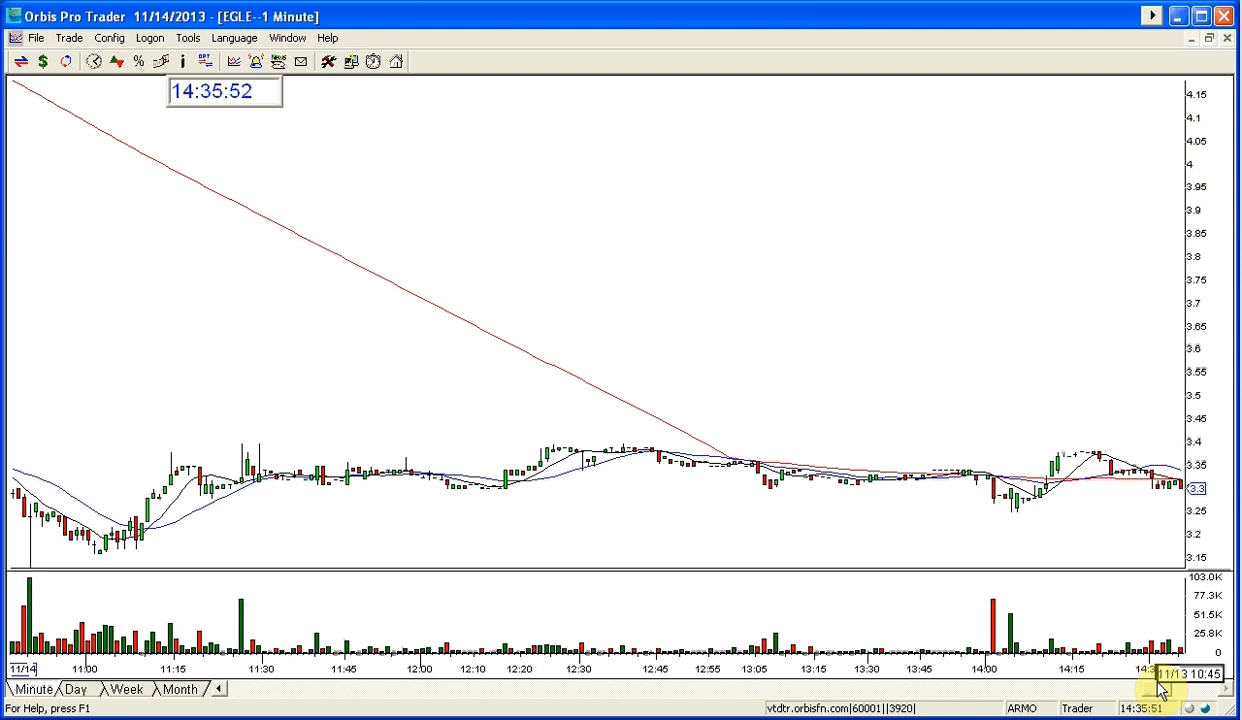 Orbis Pro Trader 11/14/2013 - [EGLE--1 Minute]
File Trade Config Logon Tools Language Window Help
14:35:52
4.15
4.1
4.05
4
3.95
3.9
3.85
3.8
3.75
3.7
3.65
3.6
3.55
3.5
3.45
3.4
3.35
3.3
3.25
3.2
3.15
103.0K
77.3K
51.5K
25.8K
0
11/14 11:00 11:15 11:30 11:45 12:00 12:10 12:20 12:30 12:45 12:55 13:05 13:15 13:30 13:45 14:00 14:15 11/13 10:45
Minute Day Week Month
For Help, press F1 vtdtr.orbisfn.com|60001||3920| ARMO Trader 14:35:51